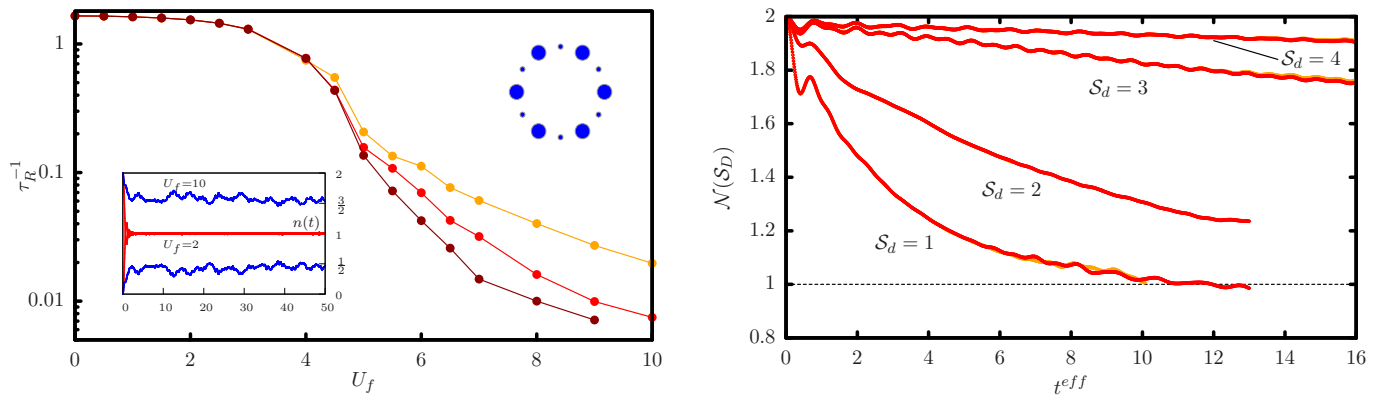 1
0.1
0.01
τ_R^{-1}
0 2 4 6 8 10
U_f
U_f=10
U_f=2
n(t)
2
3/2
1
1/2
0
0 10 20 30 40 50
2
1.8
1.6
1.4
1.2
1
0.8
𝒩(𝒮_D)
𝒮_d = 4
𝒮_d = 3
𝒮_d = 2
𝒮_d = 1
0 2 4 6 8 10 12 14 16
t^{eff}